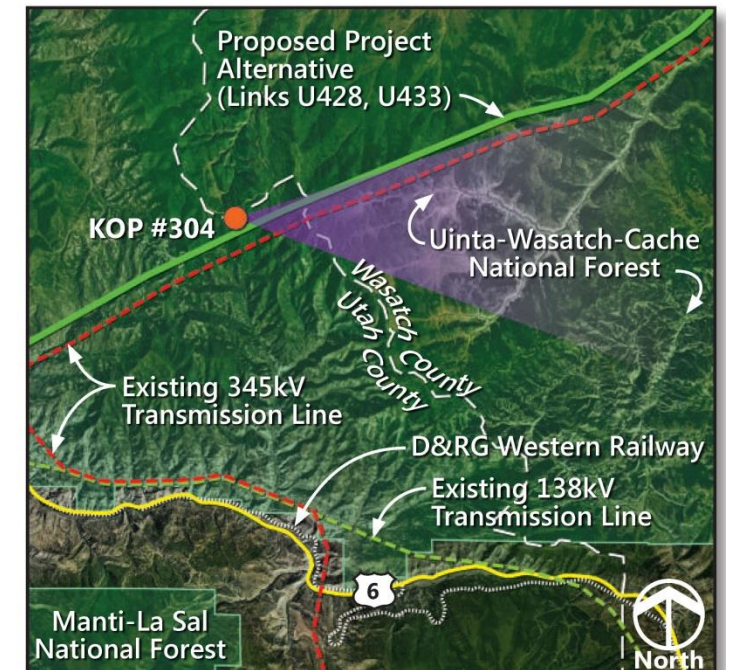 Proposed Project
Alternative
(Links U428, U433)
KOP #304
Uinta-Wasatch-Cache
National Forest
Wasatch County
Utah County
Existing 345kV
Transmission Line
D&RG Western Railway
Existing 138kV
Transmission Line
6
Manti-La Sal
National Forest
North